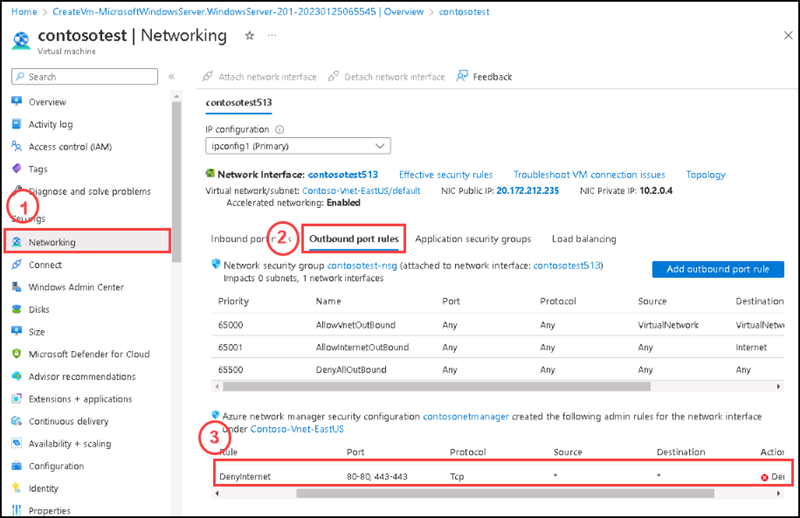 Home > CreateVm-MicrosoftWindowsServer.WindowsServer-201-20230125065545 | Overview > contosotest
contosotest | Networking
Virtual machine
Search
Attach network interface Detach network interface Feedback
Overview
Activity log
Access control (IAM)
Tags
Diagnose and solve problems
1
Settings
Networking
Connect
Windows Admin Center
Disks
Size
Microsoft Defender for Cloud
Advisor recommendations
Extensions + applications
Continuous delivery
Availability + scaling
Configuration
Identity
Properties
contosotest513
IP configuration
ipconfig1 (Primary)
Network Interface: contosotest513 Effective security rules Troubleshoot VM connection issues Topology
Virtual network/subnet: Contoso-Vnet-EastUS/default NIC Public IP: 20.172.212.235 NIC Private IP: 10.2.0.4
Accelerated networking: Enabled
Inbound port 2 Outbound port rules Application security groups Load balancing
Network security group contosotest-nsg (attached to network interface: contosotest513)
Impacts 0 subnets, 1 network interfaces
Add outbound port rule
Priority Name Port Protocol Source Destination
65000 AllowVnetOutBound Any Any VirtualNetwork VirtualNetw
65001 AllowInternetOutBound Any Any Any Internet
65500 DenyAllOutBound Any Any Any Any
Azure network manager security configuration contosonetmanager created the following admin rules for the network interface
under Contoso-Vnet-EastUS
3
Rule Port Protocol Source Destination Action
DenyInternet 80-80, 443-443 Tcp * * Den